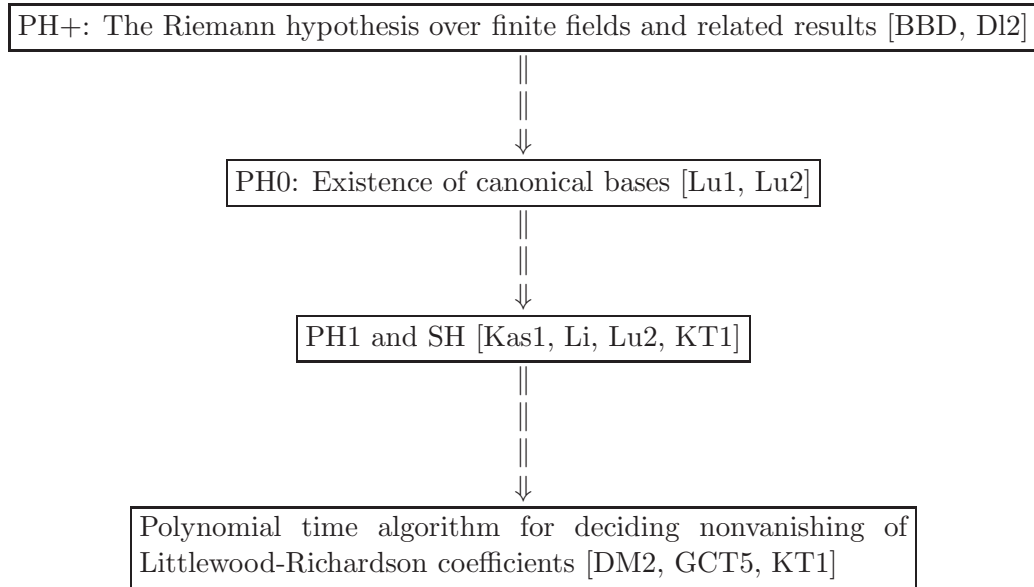 PH+: The Riemann hypothesis over finite fields and related results [BBD, Dl2]
PH0: Existence of canonical bases [Lu1, Lu2]
PH1 and SH [Kas1, Li, Lu2, KT1]
Polynomial time algorithm for deciding nonvanishing of
Littlewood-Richardson coefficients [DM2, GCT5, KT1]